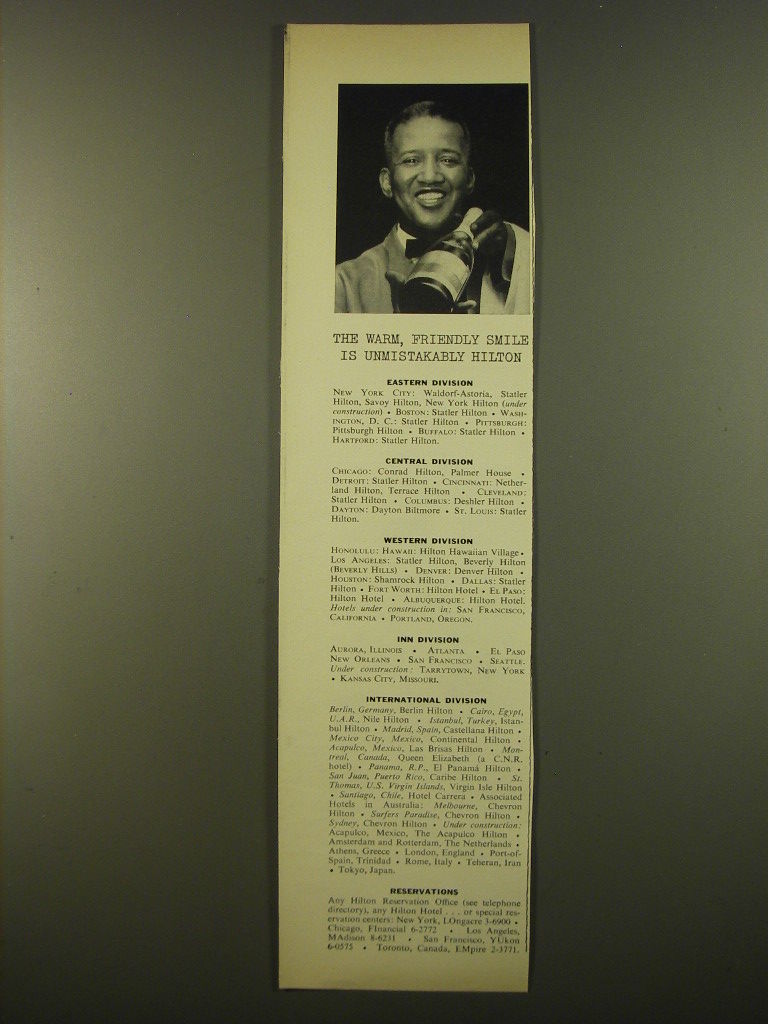 THE WARM, FRIENDLY SMILE
IS UNMISTAKABLY HILTON
EASTERN DIVISION
NEW YORK CITY: Waldorf-Astoria, Statler
Hilton, Savoy Hilton, New York Hilton (under
construction) • BOSTON: Statler Hilton • WASH-
INGTON, D. C.: Statler Hilton • PITTSBURGH:
Pittsburgh Hilton • BUFFALO: Statler Hilton •
HARTFORD: Statler Hilton.
CENTRAL DIVISION
CHICAGO: Conrad Hilton, Palmer House •
DETROIT: Statler Hilton • CINCINNATI: Nether-
land Hilton, Terrace Hilton • CLEVELAND:
Statler Hilton • COLUMBUS: Deshler Hilton •
DAYTON: Dayton Biltmore • ST. LOUIS: Statler
Hilton.
WESTERN DIVISION
HONOLULU: HAWAII: Hilton Hawaiian Village •
LOS ANGELES: Statler Hilton, Beverly Hilton
(BEVERLY HILLS) • DENVER: Denver Hilton •
HOUSTON: Shamrock Hilton • DALLAS: Statler
Hilton • FORT WORTH: Hilton Hotel • EL PASO:
Hilton Hotel • ALBUQUERQUE: Hilton Hotel.
Hotels under construction in: SAN FRANCISCO,
CALIFORNIA • PORTLAND, OREGON.
INN DIVISION
AURORA, ILLINOIS • ATLANTA • EL PASO
NEW ORLEANS • SAN FRANCISCO • SEATTLE.
Under construction: TARRYTOWN, NEW YORK
• KANSAS CITY, MISSOURI.
INTERNATIONAL DIVISION
Berlin, Germany, Berlin Hilton • Cairo, Egypt,
U.A.R., Nile Hilton • Istanbul, Turkey, Istan-
bul Hilton • Madrid, Spain, Castellana Hilton •
Mexico City, Mexico, Continental Hilton •
Acapulco, Mexico, Las Brisas Hilton • Mon-
treal, Canada, Queen Elizabeth (a C.N.R.
hotel) • Panama, R.P., El Panamá Hilton •
San Juan, Puerto Rico, Caribe Hilton • St.
Thomas, U.S. Virgin Islands, Virgin Isle Hilton
• Santiago, Chile, Hotel Carrera • Associated
Hotels in Australia: Melbourne, Chevron
Hilton • Surfers Paradise, Chevron Hilton •
Sydney, Chevron Hilton • Under construction:
Acapulco, Mexico, The Acapulco Hilton •
Amsterdam and Rotterdam, The Netherlands •
Athens, Greece • London, England • Port-of-
Spain, Trinidad • Rome, Italy • Teheran, Iran
• Tokyo, Japan.
RESERVATIONS
Any Hilton Reservation Office (see telephone
directory), any Hilton Hotel . . . or special res-
ervation centers: New York, LOngacre 3-6900 •
Chicago, FInancial 6-2772 • Los Angeles,
MAdison 8-6231 • San Francisco, YUkon
6-0575 • Toronto, Canada, EMpire 2-3771.